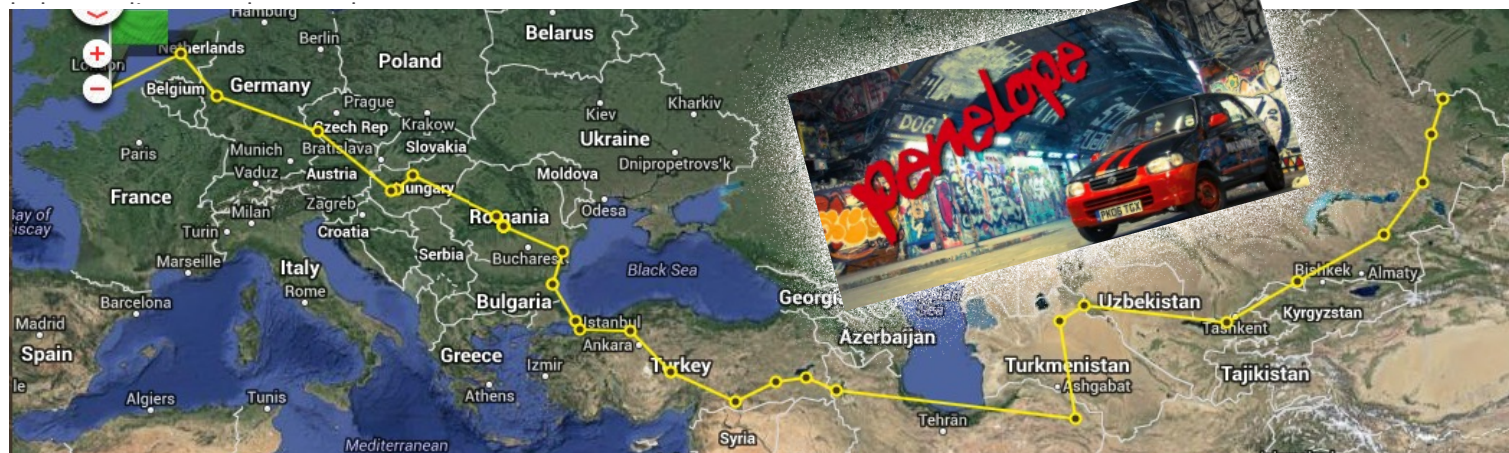 Hamburg
Netherlands
Berlin
Belarus
London
Poland
Belgium
Germany
Prague
Kiev
Kharkiv
Czech Rep
Krakow
Ukraine
Paris
Munich
Bratislava
Slovakia
Dnipropetrovs'k
Vaduz
Austria
Moldova
France
Hungary
Milan
Zagreb
Romania
Odesa
Bay of
Biscay
Turin
Croatia
Serbia
Bucharest
Marseille
Italy
Black Sea
Rome
Bulgaria
Georgia
Barcelona
Istanbul
Madrid
Ankara
Azerbaijan
Spain
Greece
Izmir
Turkey
Athens
Algiers
Tunis
Tehran
Syria
Mediterranean
penelope
DOG
PK06 TGX
Sea
Uzbekistan
Bishkek
Almaty
Kyrgyzstan
Tashkent
Turkmenistan
Ashgabat
Tajikistan